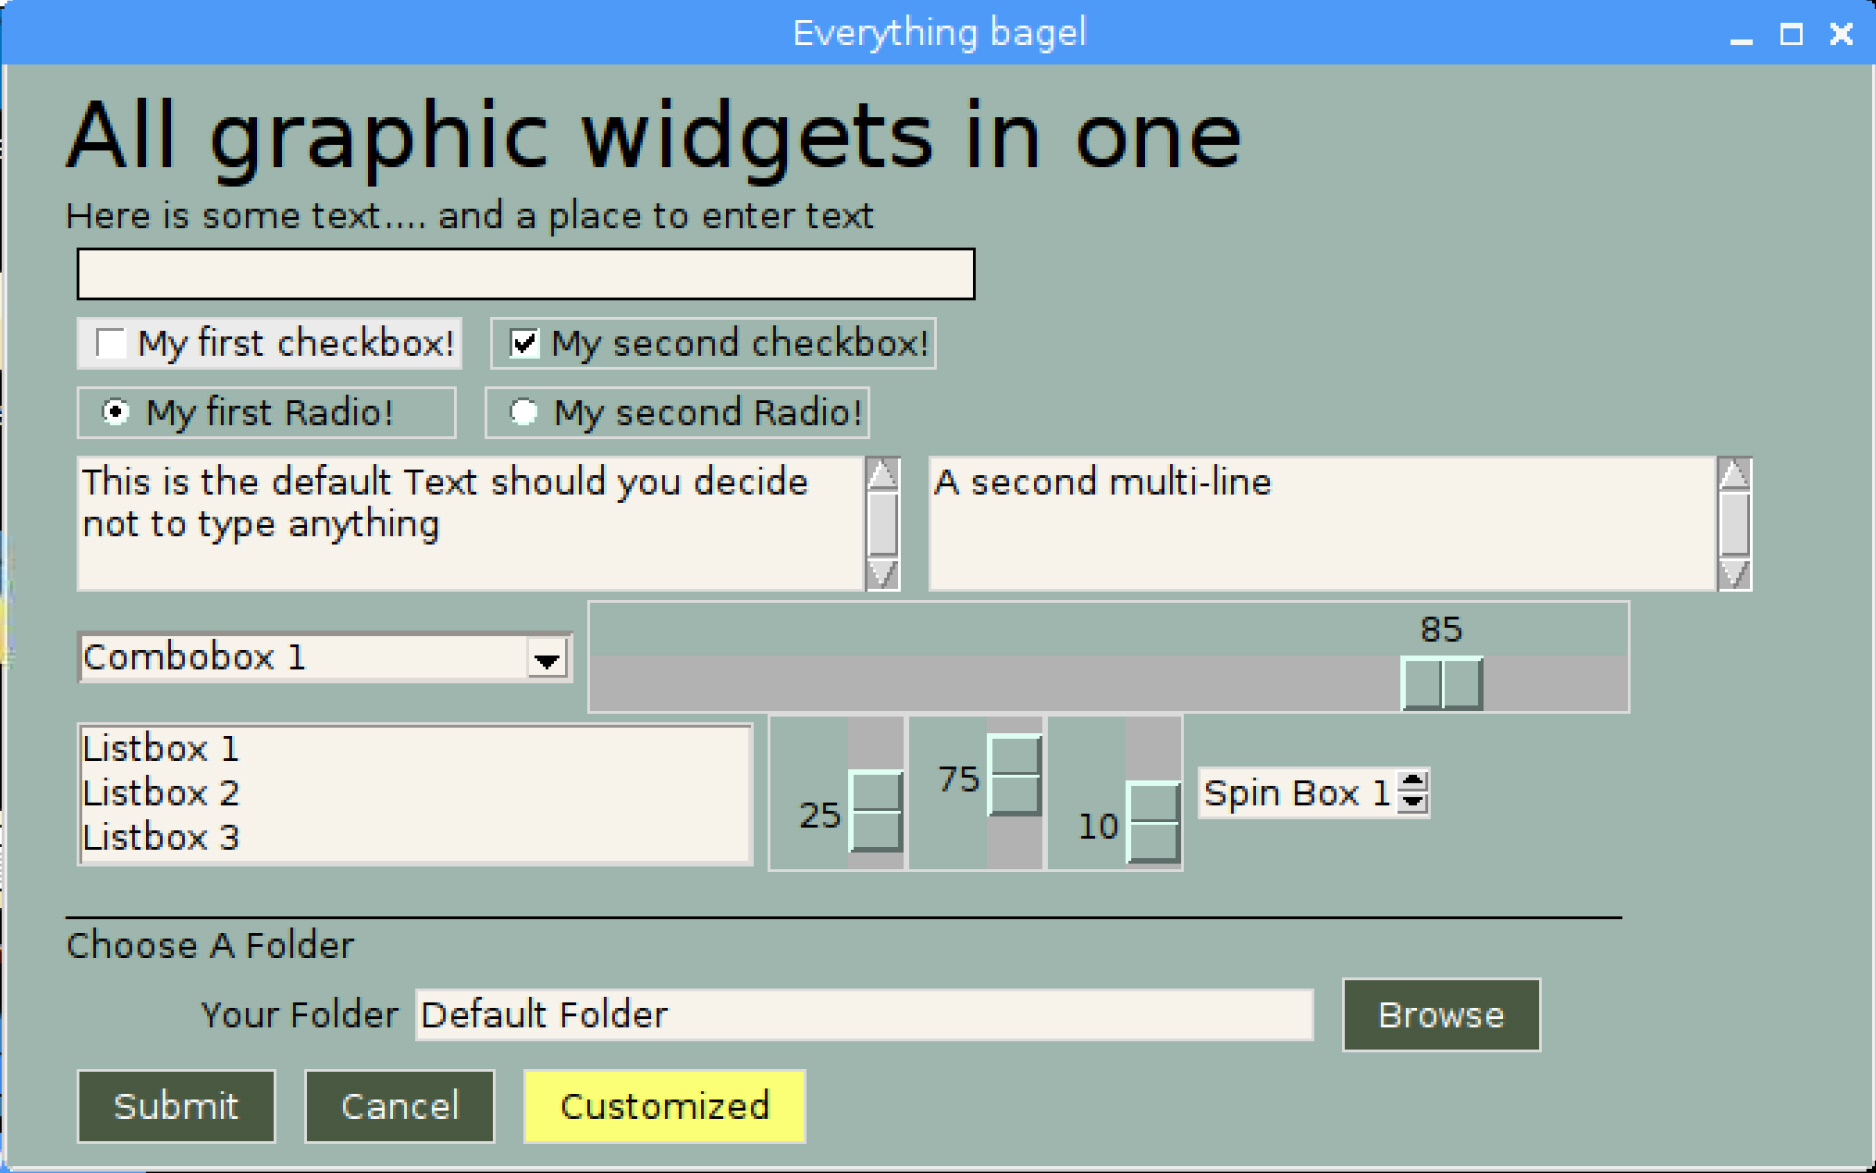 Everything bagel
All graphic widgets in one
Here is some text.... and a place to enter text
My first checkbox! My second checkbox!
My first Radio! My second Radio!
This is the default Text should you decide
not to type anything
A second multi-line
85
Combobox 1
Listbox 1
Listbox 2
Listbox 3
25 75 10
Spin Box 1
Choose A Folder
Your Folder Default Folder Browse
Submit Cancel Customized